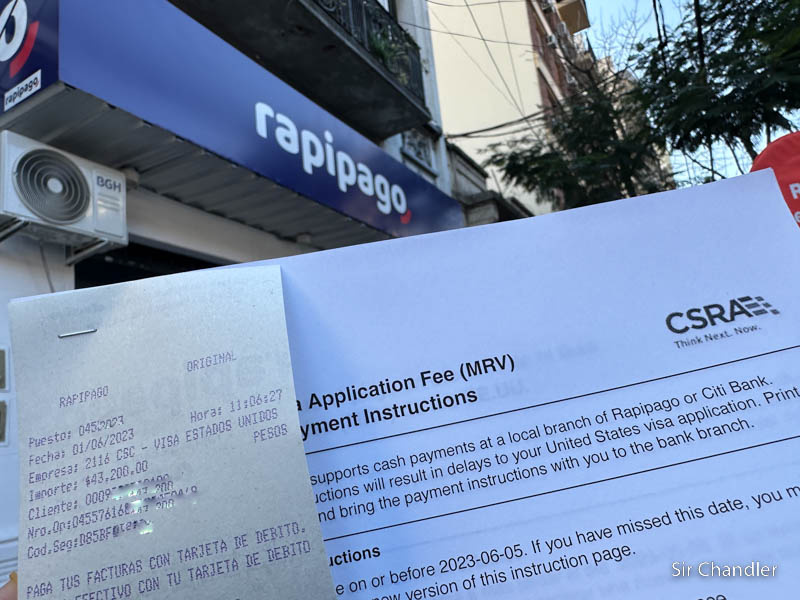 rapipago
BGH
rapipago
CSRA
Think Next. Now.
Application Fee (MRV)
yment Instructions
supports cash payments at a local branch of Rapipago or Citi Bank.
uctions will result in delays to your United States visa application. Print
nd bring the payment instructions with you to the bank branch.
uctions
e on or before 2023-06-05. If you have missed this date, you m
new version of this instruction page.
ORIGINAL
RAPIPAGO
Puesto:
Fecha: 01/06/2023 Hora: 11:06:27
Empresa: 2116 CSC - VISA ESTADOS UNIDOS
Importe: $43,200.00 PESOS
Cliente: 0009
Nro.Op:
Cod.Seg:
PAGA TUS FACTURAS CON TARJETA DE DEBITO.
EFECTIVO CON TU TARJETA DE DEBITO
Sir Chandler